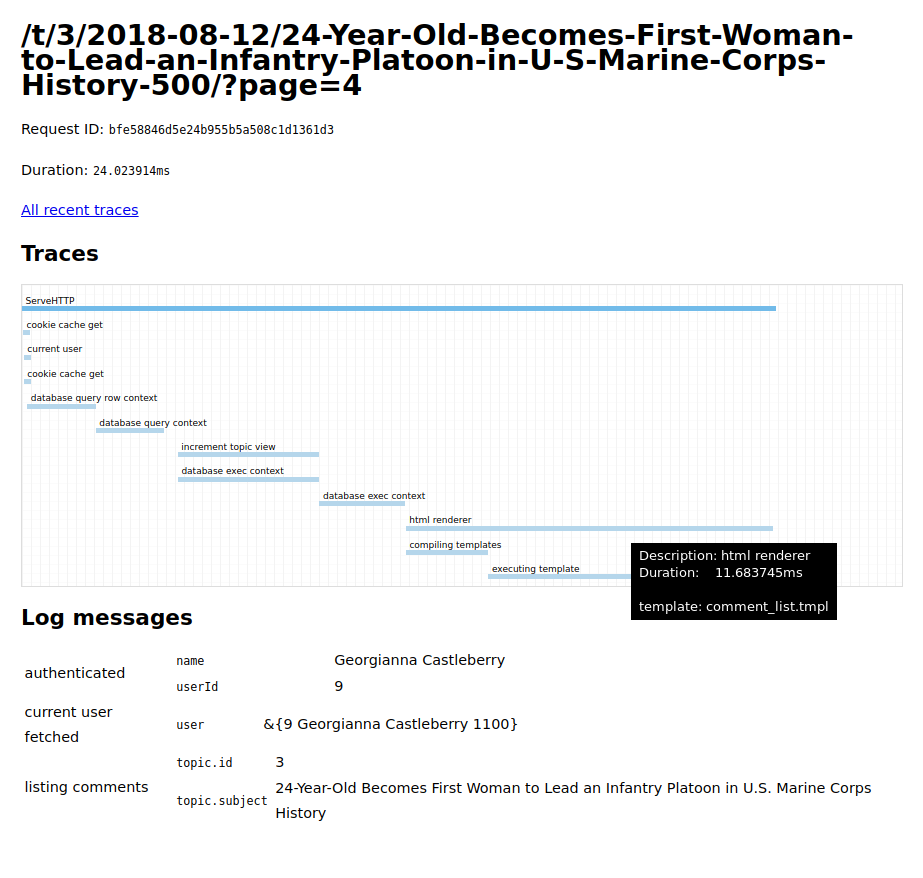 /t/3/2018-08-12/24-Year-Old-Becomes-First-Woman-
to-Lead-an-Infantry-Platoon-in-U-S-Marine-Corps-
History-500/?page=4
Request ID: bfe58846d5e24b955b5a508c1d1361d3
Duration: 24.023914ms
All recent traces
Traces
ServeHTTP
cookie cache get
current user
cookie cache get
database query row context
database query context
increment topic view
database exec context
database exec context
html renderer
compiling templates
executing template
Description: html renderer
Duration: 11.683745ms
template: comment_list.tmpl
Log messages
authenticated
name Georgianna Castleberry
userId 9
current user
fetched
user &{9 Georgianna Castleberry 1100}
listing comments
topic.id 3
topic.subject 24-Year-Old Becomes First Woman to Lead an Infantry Platoon in U.S. Marine Corps
History